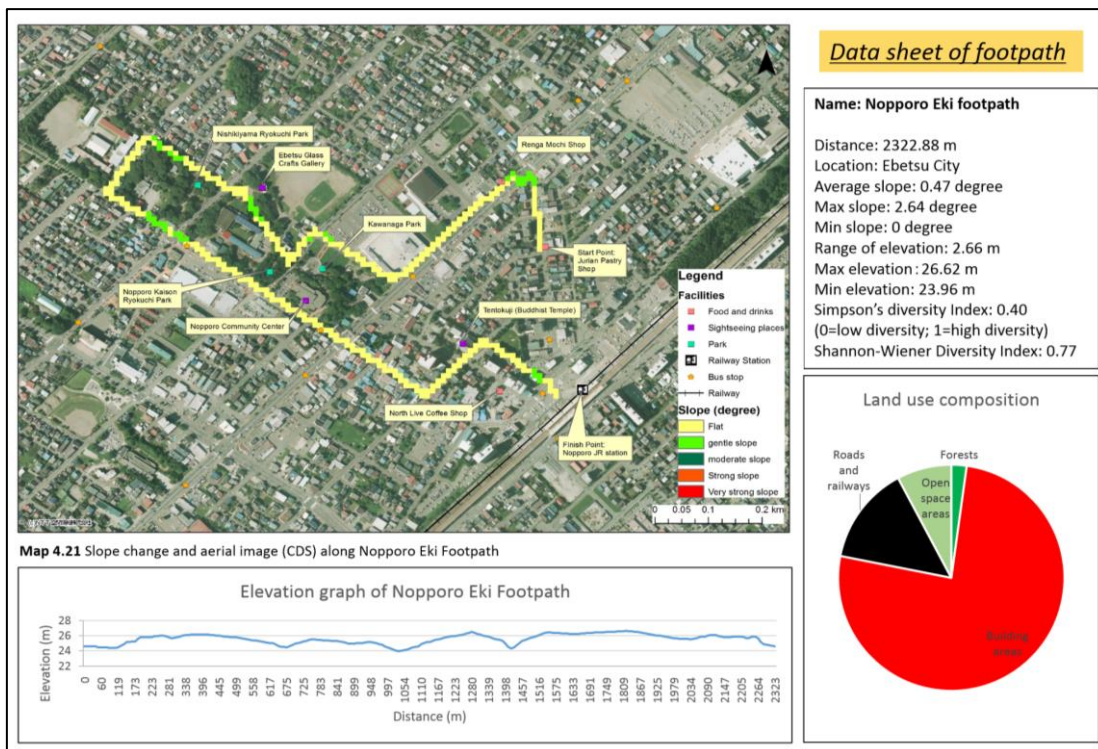 Nishikiyama Ryokuchi Park
Ebetsu Glass
Crafts Gallery
Renga Mochi Shop
Kawanaga Park
Start Point:
Jurian Pastry
Shop
Nopporo Kaison
Ryokuchi Park
Nopporo Community Center
Tentokuji (Buddhist Temple)
North Live Coffee Shop
Finish Point:
Nopporo JR station
Legend
Facilities
Food and drinks
Sightseeing places
Park
Railway Station
Bus stop
Railway
Slope (degree)
Flat
gentle slope
moderate slope
Strong slope
Very strong slope
0 0.05 0.1 0.2 km
Map 4.21 Slope change and aerial image (CDS) along Nopporo Eki Footpath
Data sheet of footpath
Name: Nopporo Eki footpath
Distance: 2322.88 m
Location: Ebetsu City
Average slope: 0.47 degree
Max slope: 2.64 degree
Min slope: 0 degree
Range of elevation: 2.66 m
Max elevation : 26.62 m
Min elevation: 23.96 m
Simpson's diversity Index: 0.40
(0=low diversity; 1=high diversity)
Shannon-Wiener Diversity Index: 0.77
Land use composition
Roads
and
railways
Forests
Open
space
areas
Building
areas
Elevation graph of Nopporo Eki Footpath
Elevation (m)
28
26
24
22
0 60 119 173 223 281 338 396 445 499 558 617 675 725 783 841 899 948 997 1054 1110 1167 1223 1280 1339 1398 1457 1516 1575 1633 1691 1749 1809 1867 1925 1979 2034 2090 2147 2205 2264 2323
Distance (m)